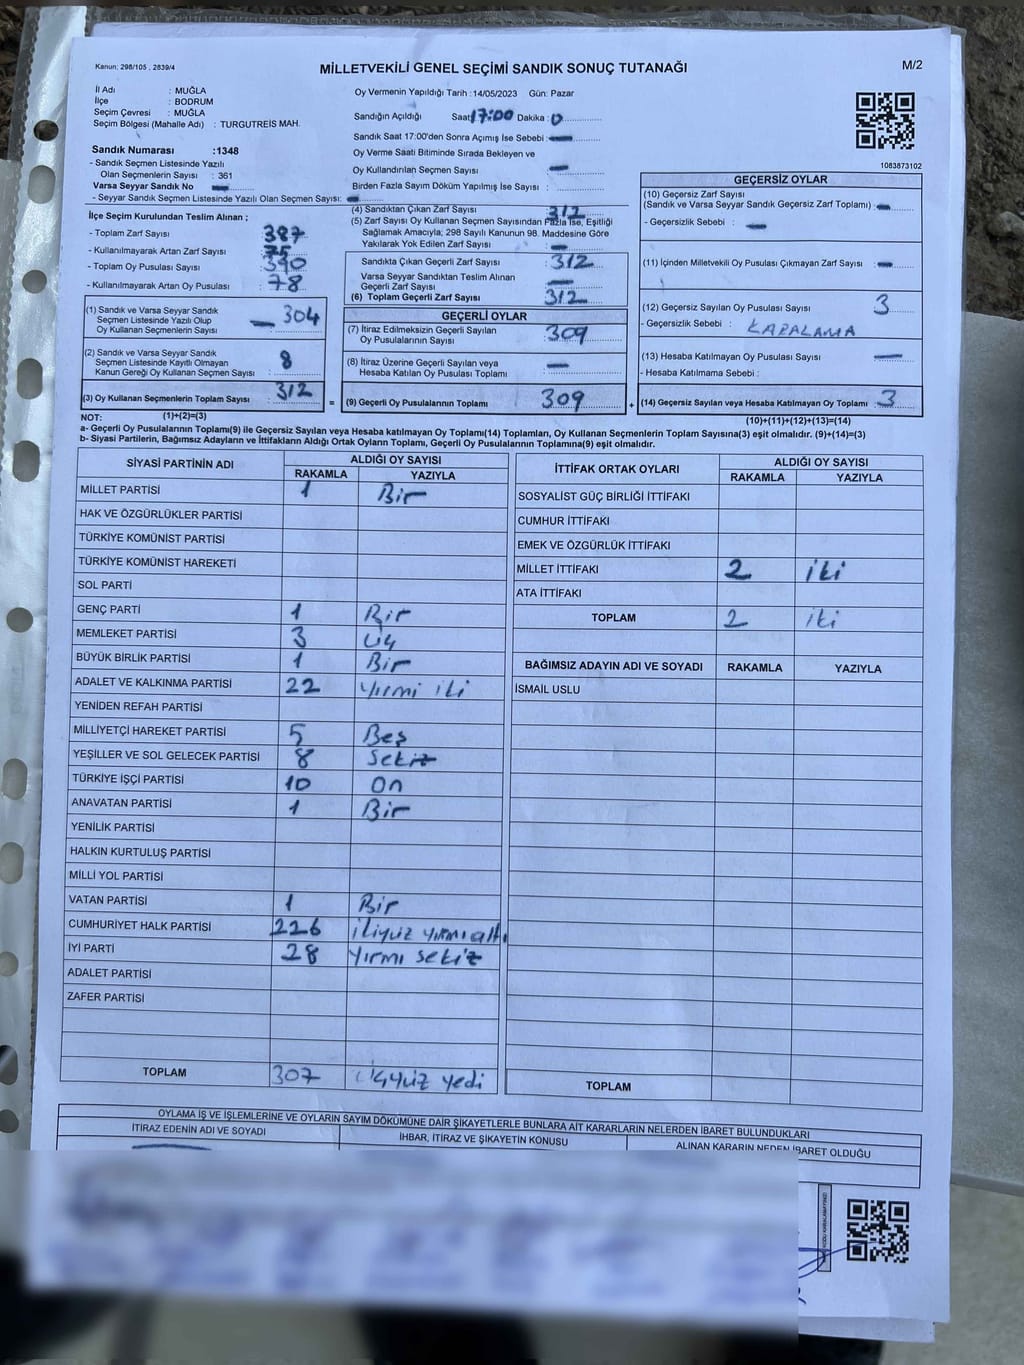 Kanun: 298/105 . 2839/4
MİLLETVEKİLİ GENEL SEÇİMİ SANDIK SONUÇ TUTANAĞI
M/2
İl Adı : MUĞLA
İlçe : BODRUM
Seçim Çevresi : MUĞLA
Seçim Bölgesi (Mahalle Adı) : TURGUTREİS MAH.
Sandık Numarası :1348
- Sandık Seçmen Listesinde Yazılı
Olan Seçmenlerin Sayısı : 361
Varsa Seyyar Sandık No —
- Seyyar Sandık Seçmen Listesinde Yazılı Olan Seçmen Sayısı: —
Oy Vermenin Yapıldığı Tarih :14/05/2023 Gün: Pazar
Sandığın Açıldığı Saat 17:00 Dakika : 0
Sandık Saat 17:00'den Sonra Açılmış İse Sebebi : —
Oy Verme Saati Bitiminde Sırada Bekleyen ve
Oy Kullandırılan Seçmen Sayısı : —
Birden Fazla Sayım Döküm Yapılmış İse Sayısı :
1083873102
İlçe Seçim Kurulundan Teslim Alınan ;
- Toplam Zarf Sayısı : 387
- Kullanılmayarak Artan Zarf Sayısı : 75
- Toplam Oy Pusulası Sayısı : 390
- Kullanılmayarak Artan Oy Pusulası : 78
(4) Sandıktan Çıkan Zarf Sayısı : 312
(5) Zarf Sayısı Oy Kullanan Seçmen Sayısından Fazla İse, Eşitliği
Sağlamak Amacıyla; 298 Sayılı Kanunun 98. Maddesine Göre
Yakılarak Yok Edilen Zarf Sayısı : —
Sandıkta Çıkan Geçerli Zarf Sayısı : 312
Varsa Seyyar Sandıktan Teslim Alınan
Geçerli Zarf Sayısı : —
(6) Toplam Geçerli Zarf Sayısı : 312
GEÇERSİZ OYLAR
(10) Geçersiz Zarf Sayısı
(Sandık ve Varsa Seyyar Sandık Geçersiz Zarf Toplamı) : —
- Geçersizlik Sebebi : —
(11) İçinden Milletvekili Oy Pusulası Çıkmayan Zarf Sayısı : —
(12) Geçersiz Sayılan Oy Pusulası Sayısı : 3
- Geçersizlik Sebebi : KARALAMA
(13) Hesaba Katılmayan Oy Pusulası Sayısı : —
- Hesaba Katılmama Sebebi :
(1) Sandık ve Varsa Seyyar Sandık
Seçmen Listesinde Yazılı Olup
Oy Kullanan Seçmenlerin Sayısı : — 304
(2) Sandık ve Varsa Seyyar Sandık
Seçmen Listesinde Kayıtlı Olmayan
Kanun Gereği Oy Kullanan Seçmen Sayısı : 8
GEÇERLİ OYLAR
(7) İtiraz Edilmeksizin Geçerli Sayılan
Oy Pusulalarının Sayısı : 309
(8) İtiraz Üzerine Geçerli Sayılan veya
Hesaba Katılan Oy Pusulası Toplamı : —
(3) Oy Kullanan Seçmenlerin Toplam Sayısı : 312 = (9) Geçerli Oy Pusulalarının Toplamı : 309 + (14) Geçersiz Sayılan veya Hesaba Katılmayan Oy Toplamı : 3
NOT: (1)+(2)=(3) (10)+(11)+(12)+(13)=(14)
a- Geçerli Oy Pusulalarının Toplamı(9) ile Geçersiz Sayılan veya Hesaba katılmayan Oy Toplamı(14) Toplamları, Oy Kullanan Seçmenlerin Toplam Sayısına(3) eşit olmalıdır. (9)+(14)=(3)
b- Siyasi Partilerin, Bağımsız Adayların ve İttifakların Aldığı Ortak Oyların Toplamı, Geçerli Oy Pusulalarının Toplamına(9) eşit olmalıdır.
SİYASİ PARTİNİN ADI ALDIĞI OY SAYISI
RAKAMLA YAZIYLA
MİLLET PARTİSİ 1 Bir
HAK VE ÖZGÜRLÜKLER PARTİSİ
TÜRKİYE KOMÜNİST PARTİSİ
TÜRKİYE KOMÜNİST HAREKETİ
SOL PARTİ
GENÇ PARTİ 1 Bir
MEMLEKET PARTİSİ 3 Üç
BÜYÜK BİRLİK PARTİSİ 1 Bir
ADALET VE KALKINMA PARTİSİ 22 yirmi iki
YENİDEN REFAH PARTİSİ
MİLLİYETÇİ HAREKET PARTİSİ 5 Beş
YEŞİLLER VE SOL GELECEK PARTİSİ 8 Sekiz
TÜRKİYE İŞÇİ PARTİSİ 10 On
ANAVATAN PARTİSİ 1 Bir
YENİLİK PARTİSİ
HALKIN KURTULUŞ PARTİSİ
MİLLİ YOL PARTİSİ
VATAN PARTİSİ 1 Bir
CUMHURİYET HALK PARTİSİ 226 ikiyüz yirmialtı
İYİ PARTİ 28 yirmi sekiz
ADALET PARTİSİ
ZAFER PARTİSİ
TOPLAM 307 üçyüz yedi
İTTİFAK ORTAK OYLARI ALDIĞI OY SAYISI
RAKAMLA YAZIYLA
SOSYALİST GÜÇ BİRLİĞİ İTTİFAKI
CUMHUR İTTİFAKI
EMEK VE ÖZGÜRLÜK İTTİFAKI
MİLLET İTTİFAKI 2 iki
ATA İTTİFAKI
TOPLAM 2 iki
BAĞIMSIZ ADAYIN ADI VE SOYADI RAKAMLA YAZIYLA
İSMAİL USLU
TOPLAM
OYLAMA İŞ VE İŞLEMLERİNE VE OYLARIN SAYIM DÖKÜMÜNE DAİR ŞİKAYETLERLE BUNLARA AİT KARARLARIN NELERDEN İBARET BULUNDUKLARI
İTİRAZ EDENİN ADI VE SOYADI İHBAR, İTİRAZ VE ŞİKAYETİN KONUSU ALINAN KARARIN NEDEN İBARET OLDUĞU